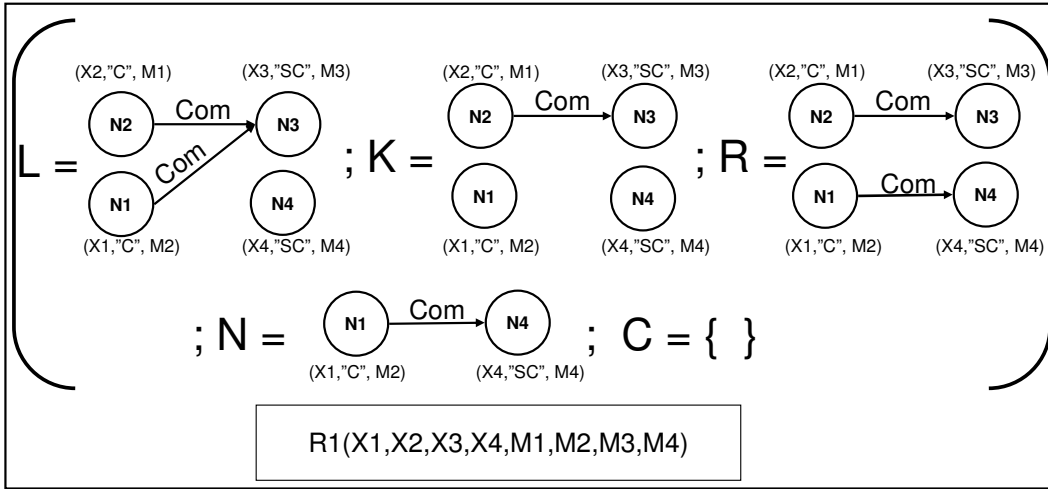 (X2,”C”, M1) (X3,”SC”, M3) (X2,”C”, M1) (X3,”SC”, M3) (X2,”C”, M1) (X3,”SC”, M3)
N2 Com N3 N2 Com N3 N2 Com N3
L = Com ; K = ; R =
N1 N4 N1 N4 N1 Com N4
(X1,”C”, M2) (X4,”SC”, M4) (X1,”C”, M2) (X4,”SC”, M4) (X1,”C”, M2) (X4,”SC”, M4)
; N = N1 Com N4 ; C = { }
(X1,”C”, M2) (X4,”SC”, M4)
R1(X1,X2,X3,X4,M1,M2,M3,M4)